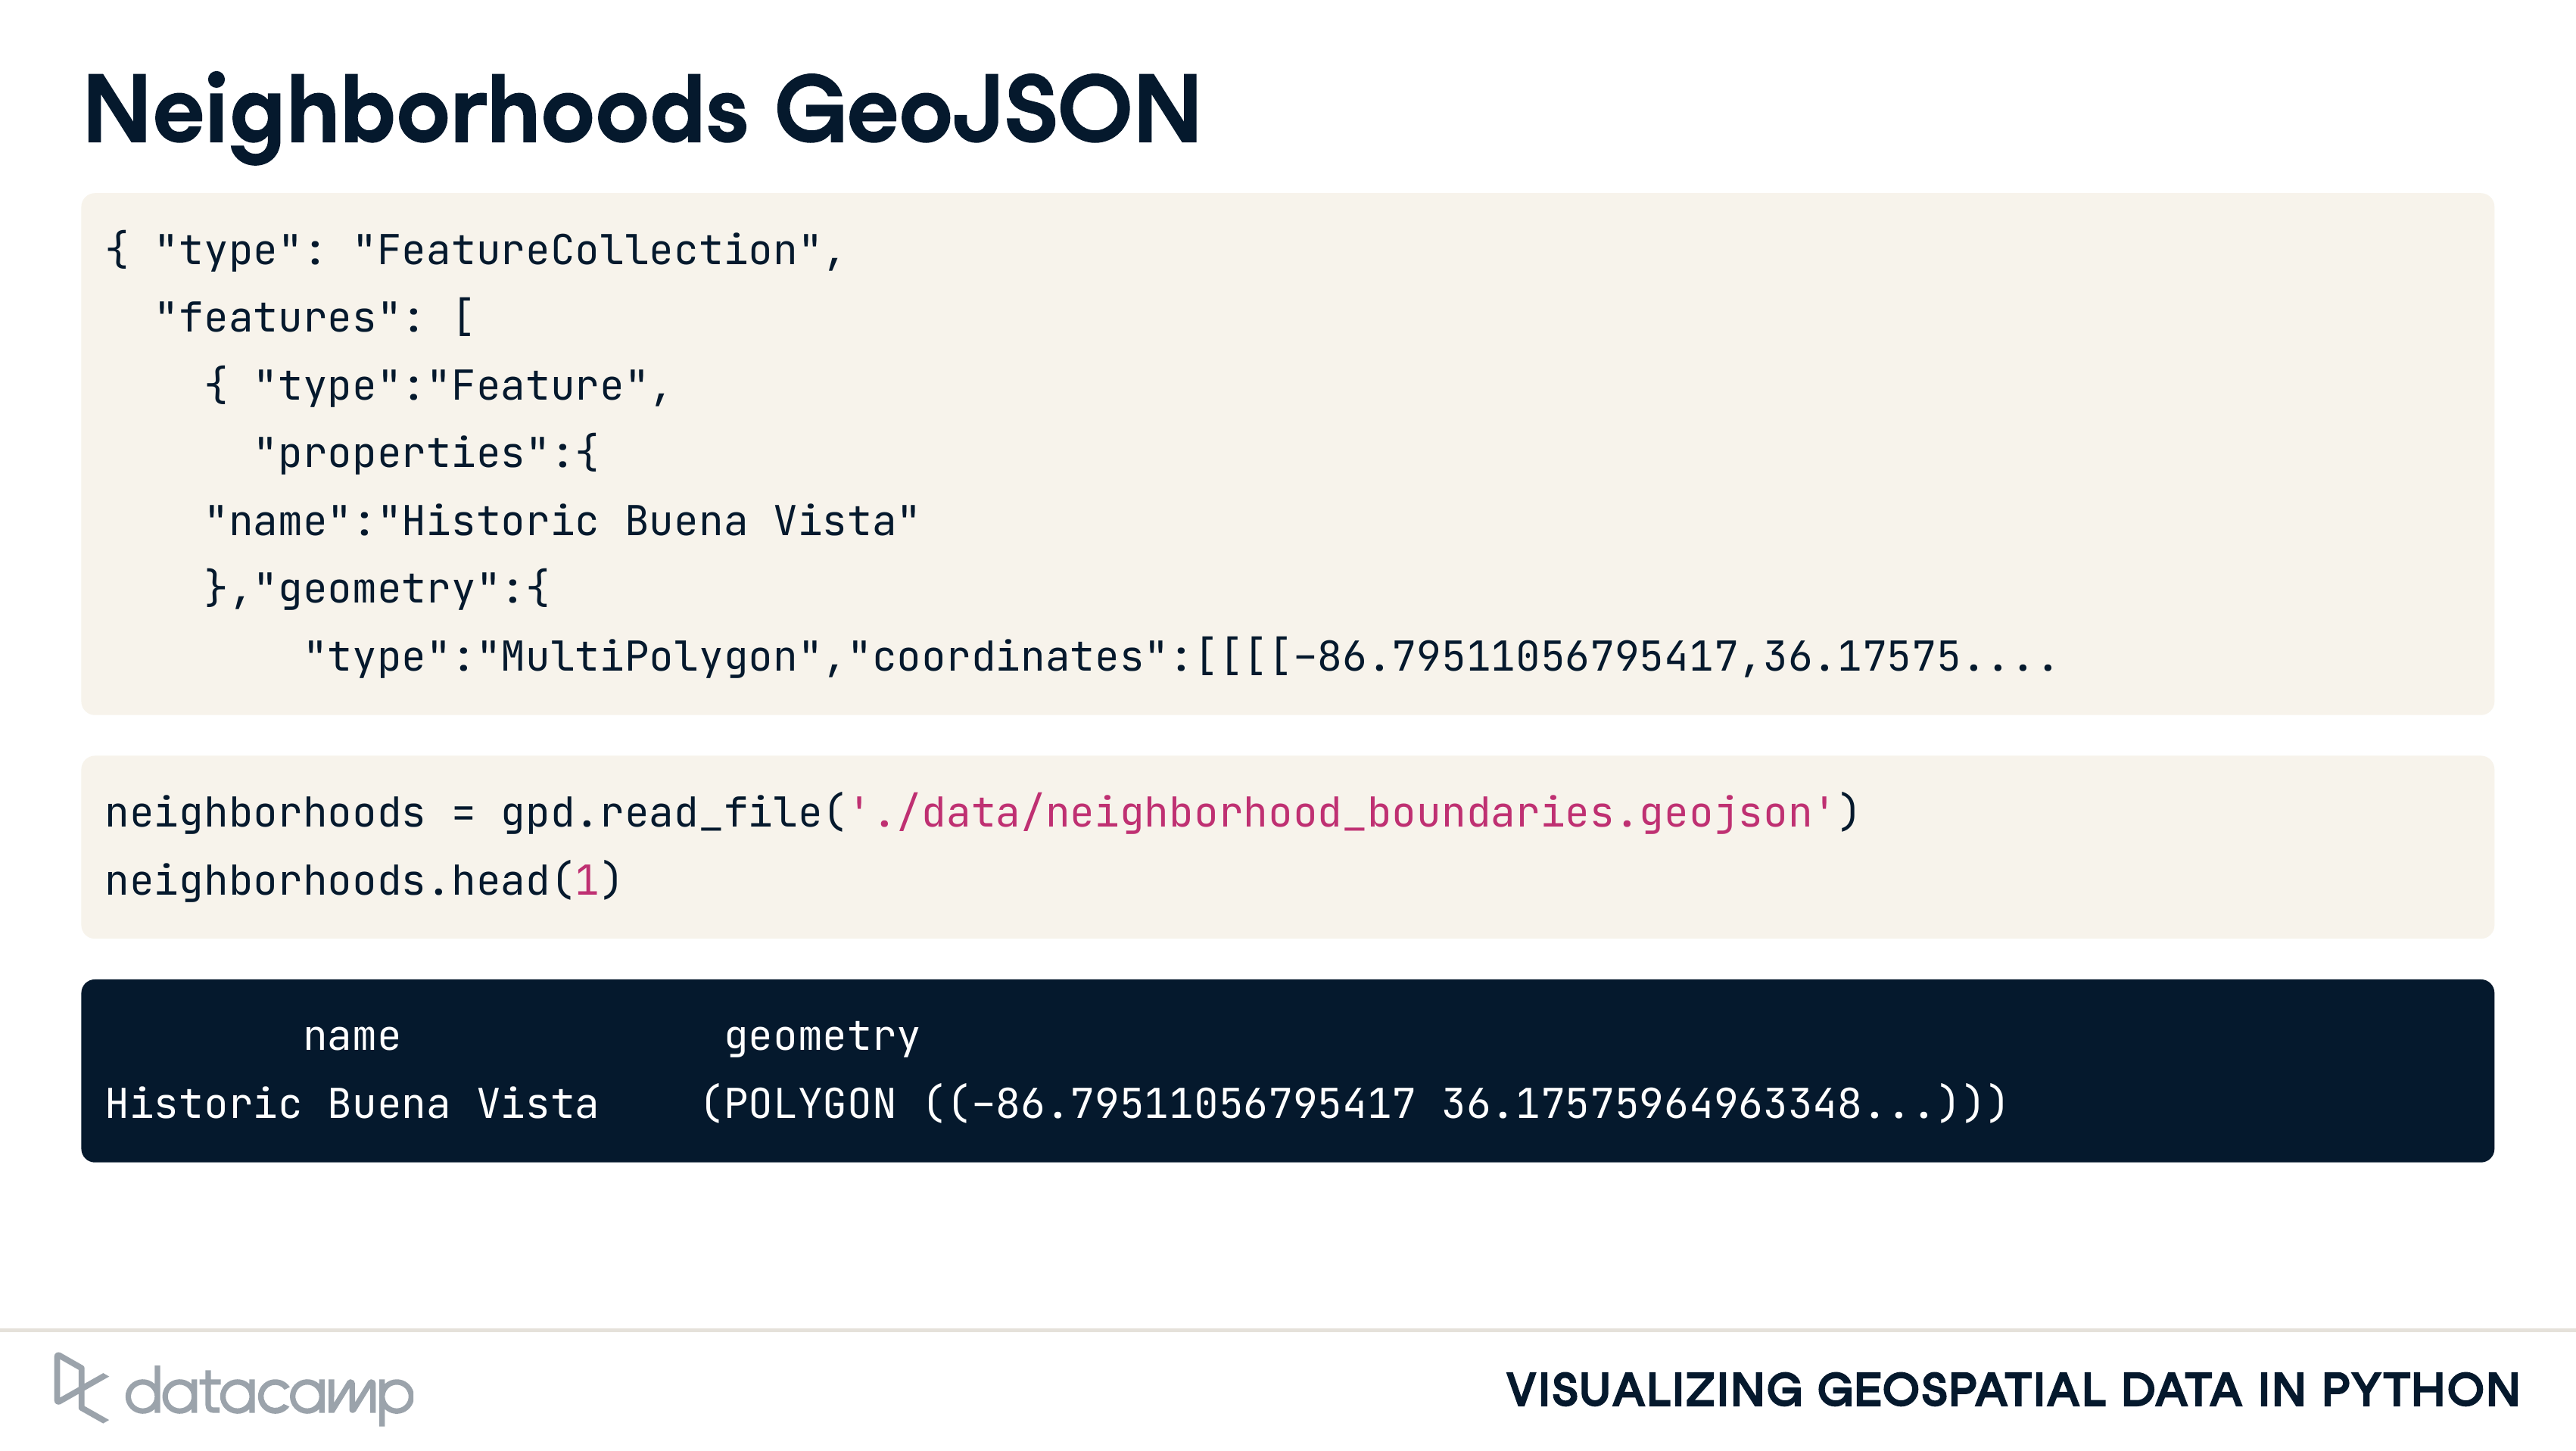 Neighborhoods GeoJSON
{ "type": "FeatureCollection",
  "features": [
    { "type":"Feature",
      "properties":{
    "name":"Historic Buena Vista"
    },"geometry":{
        "type":"MultiPolygon","coordinates":[[[[-86.79511056795417,36.17575....
neighborhoods = gpd.read_file('./data/neighborhood_boundaries.geojson')
neighborhoods.head(1)
        name             geometry
Historic Buena Vista    (POLYGON ((-86.79511056795417 36.17575964963348...)))
datacamp
VISUALIZING GEOSPATIAL DATA IN PYTHON